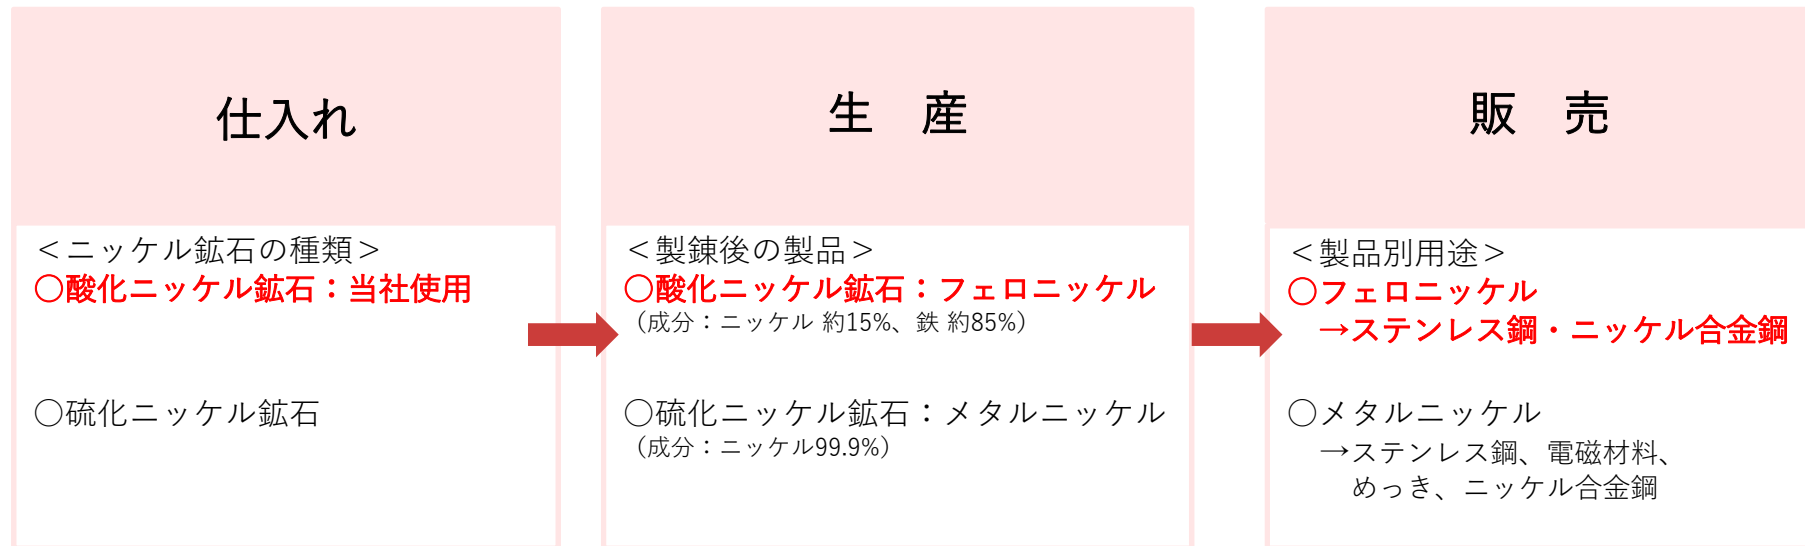 仕入れ
＜ニッケル鉱石の種類＞
〇酸化ニッケル鉱石：当社使用
〇硫化ニッケル鉱石
生　産
＜製錬後の製品＞
〇酸化ニッケル鉱石：フェロニッケル
（成分：ニッケル 約15%、鉄 約85%）
〇硫化ニッケル鉱石：メタルニッケル
（成分：ニッケル99.9%）
販　売
＜製品別用途＞
〇フェロニッケル
→ステンレス鋼・ニッケル合金鋼
〇メタルニッケル
→ステンレス鋼、電磁材料、
めっき、ニッケル合金鋼